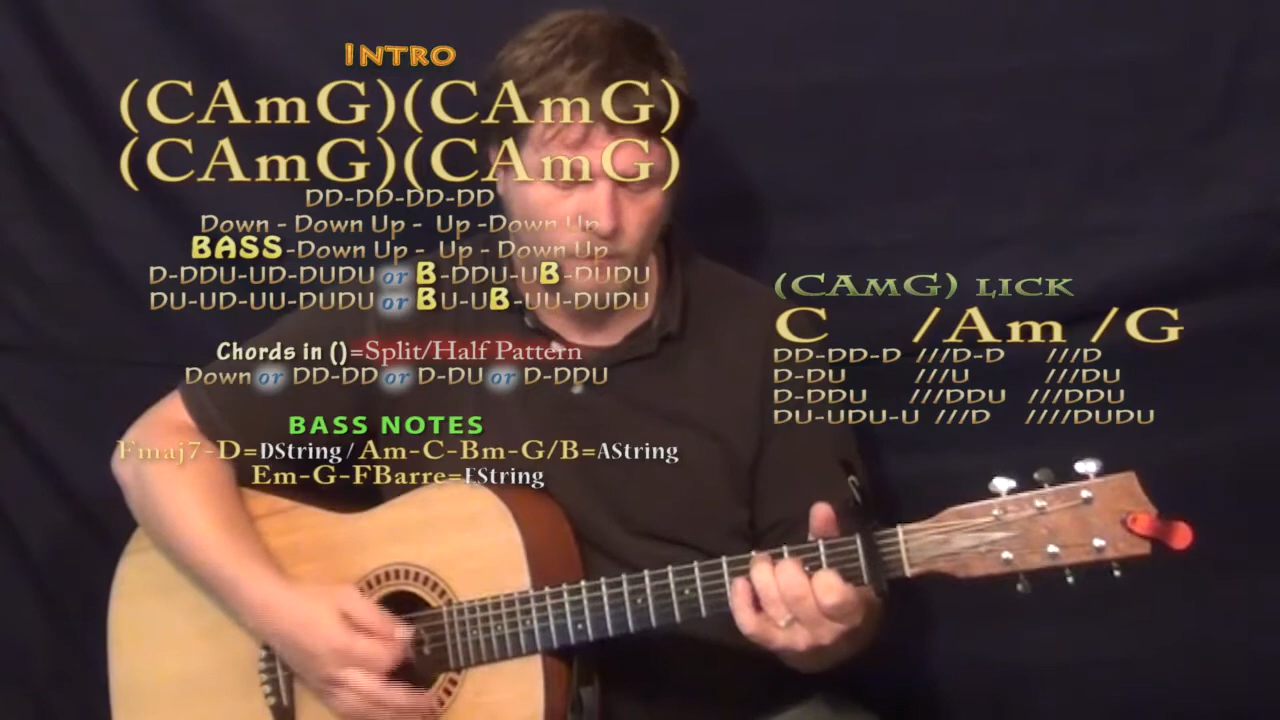 INTRO
(CAmG)(CAmG)
(CAmG)(CAmG)
DD-DD-DD-DD
Down - Down Up - Up -Down Up
BASS-Down Up - Up - Down Up
D-DDU-UD-DUDU or B-DDU-UB-DUDU
DU-UD-UU-DUDU or BU-UB-UU-DUDU
Chords in ()=Split/Half Pattern
Down or DD-DD or D-DU or D-DDU
BASS NOTES
Fmaj7-D=DString / Am-C-Bm-G/B=AString
Em-G-FBarre=EString
(CAMG) LICK
C /Am /G
DD-DD-D ///D-D ///D
D-DU ///U ///DU
D-DDU ///DDU ///DDU
DU-UDU-U ///D ////DUDU